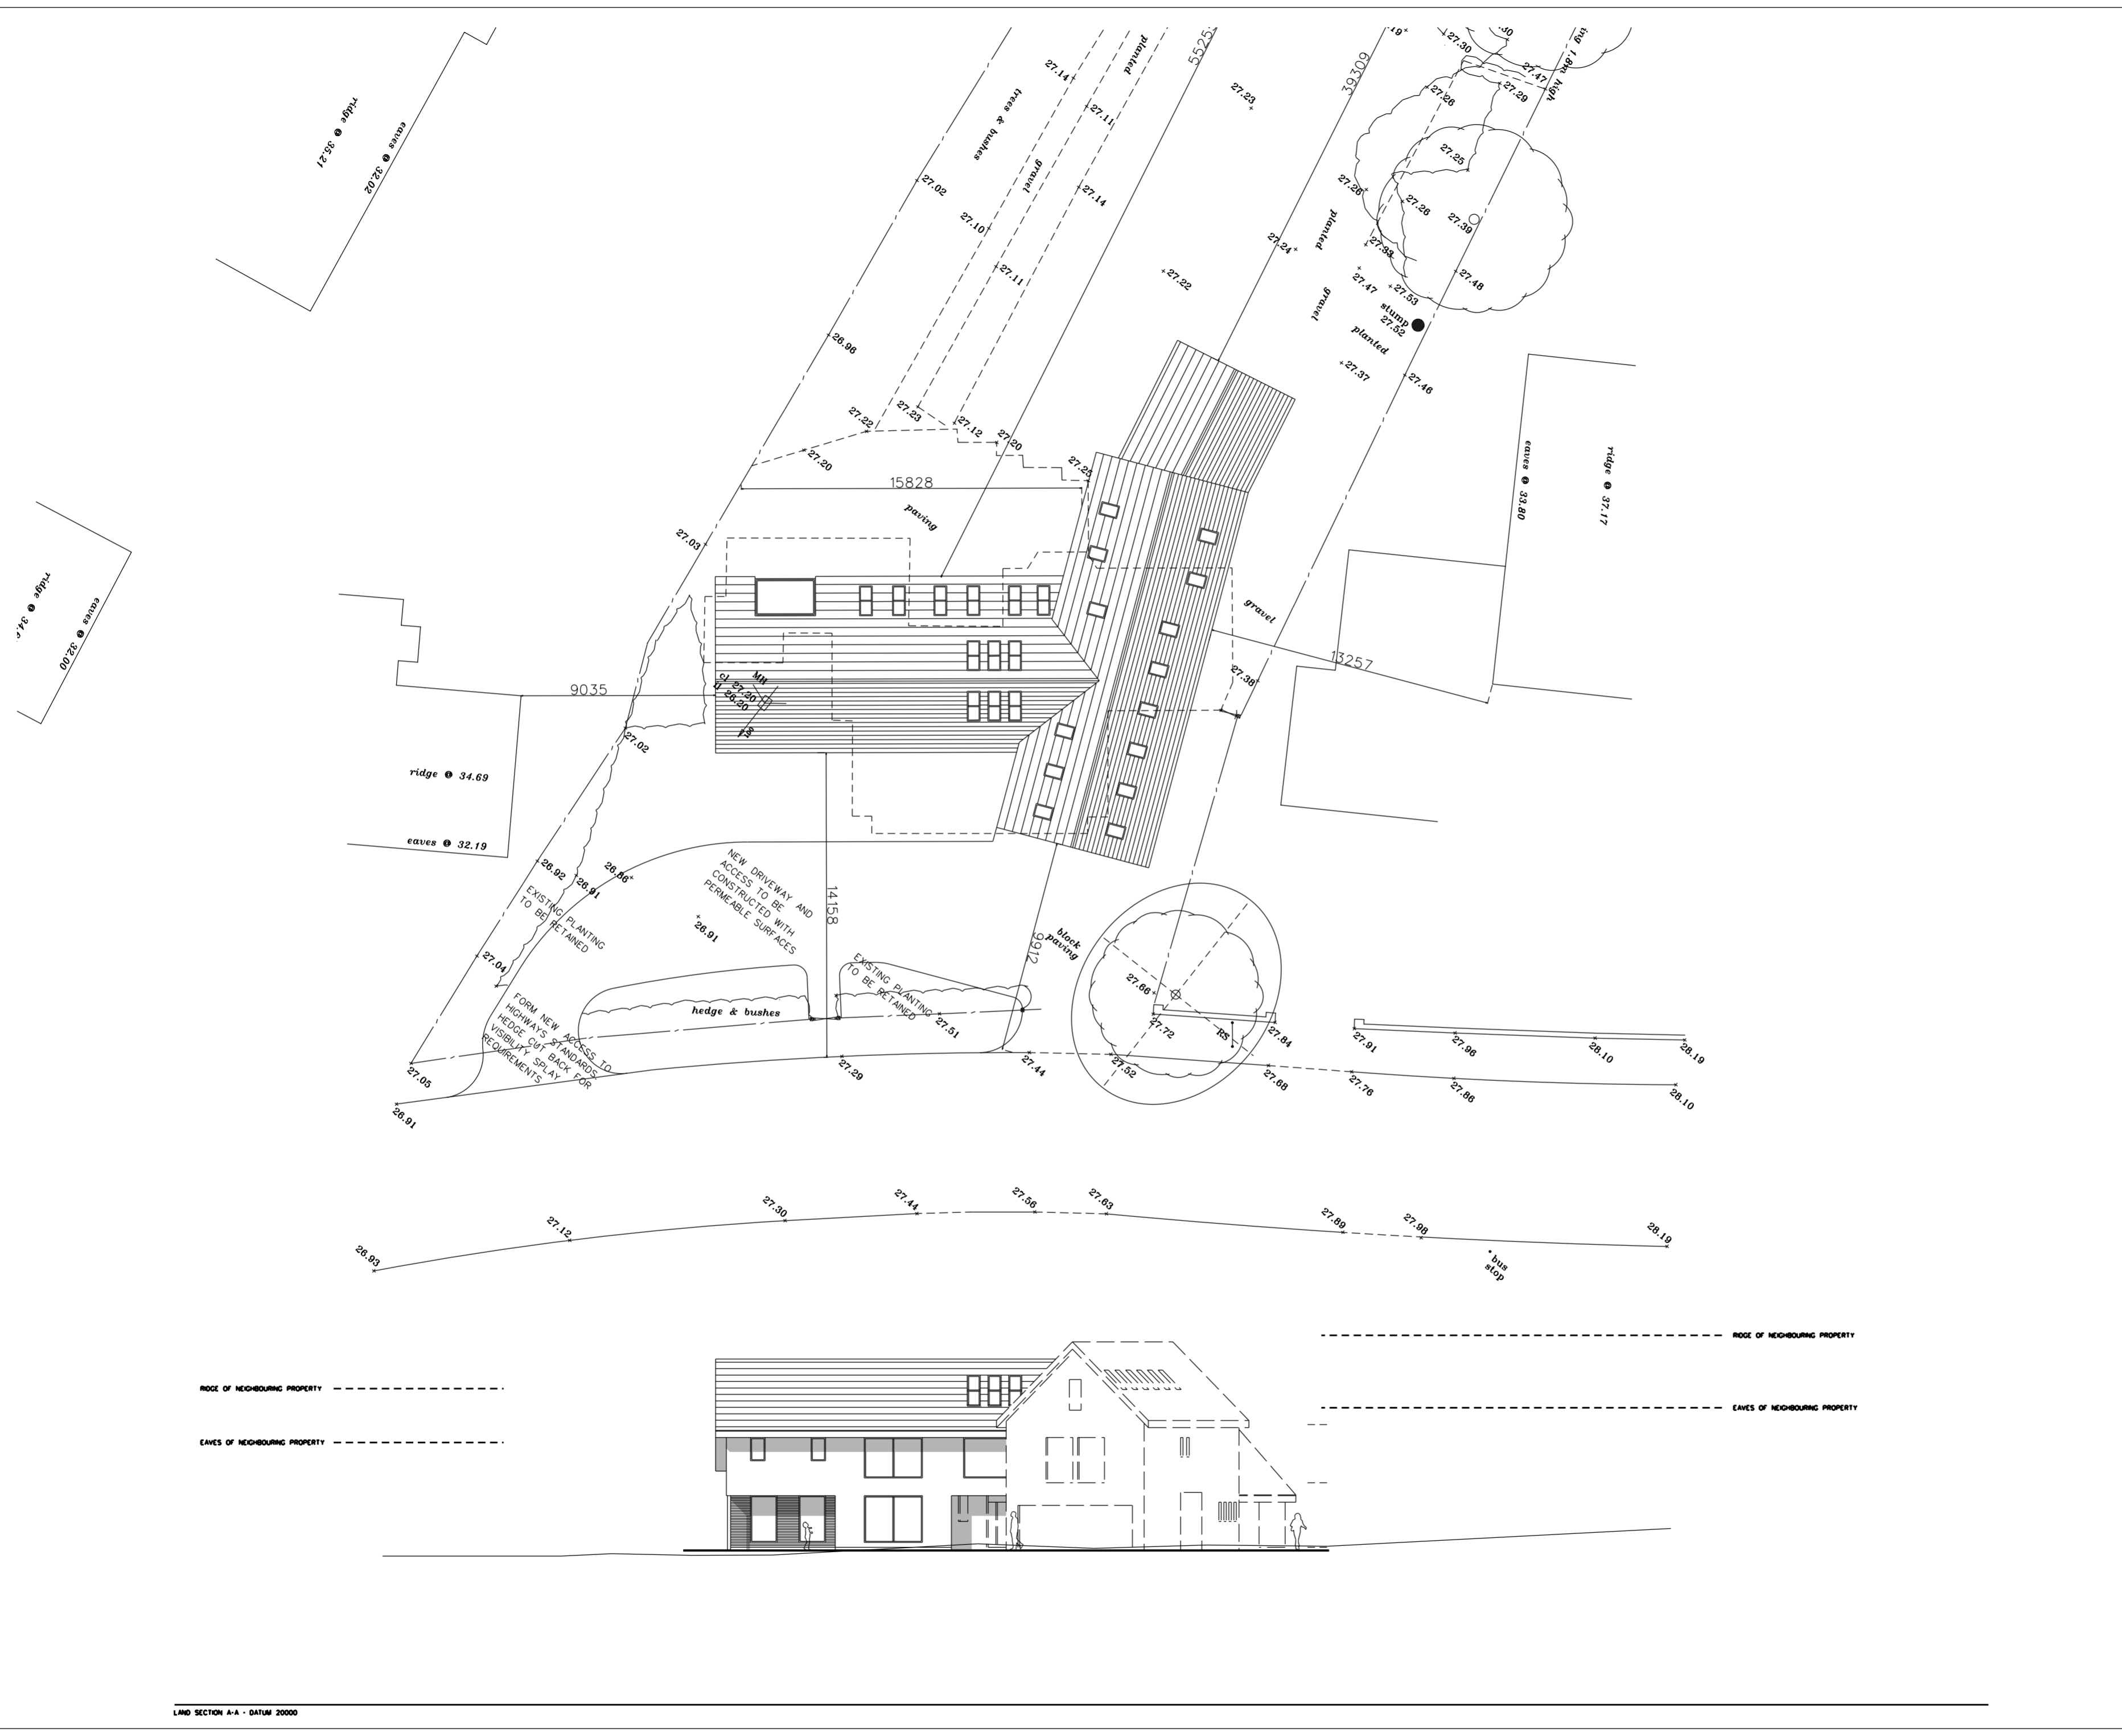 ridge @ 35.21
eaves @ 32.02
ridge @ 34.
eaves @ 32.00
27.14
planted
27.11
trees & bushes
gravel
27.02
27.10
27.14
27.11
26.96
27.23
39309
27.24
27.22
27.30
27.47
27.29
ing 1.8m high
27.26
27.25
27.26
27.26
27.39
27.33
planted
gravel
27.47
27.53
27.48
stump
27.52
planted
27.37
27.46
27.22
27.23
27.12
27.20
27.20
27.25
15828
paving
27.03
eaves @ 33.80
ridge @ 37.17
gravel
13257
27.38
9035
MH
cl 27.20
il 26.20
100
27.02
ridge @ 34.69
eaves @ 32.19
26.92
26.91
26.86
EXISTING PLANTING
TO BE RETAINED
NEW DRIVEWAY AND
ACCESS TO BE
CONSTRUCTED WITH
PERMEABLE SURFACES
26.91
14158
9912
block
paving
27.04
EXISTING PLANTING
TO BE RETAINED
FORM NEW ACCESS TO
HIGHWAYS STANDARDS,
HEDGE CUT BACK FOR
VISIBILITY SPLAY
REQUIREMENTS
hedge & bushes
27.51
27.66
27.72
RS
27.84
27.91
27.96
28.10
28.19
27.05
27.29
27.44
27.52
27.68
27.76
27.86
28.10
26.91
26.93
27.12
27.30
27.44
27.56
27.63
27.89
27.98
28.19
bus
stop
RIDGE OF NEIGHBOURING PROPERTY
RIDGE OF NEIGHBOURING PROPERTY
EAVES OF NEIGHBOURING PROPERTY
EAVES OF NEIGHBOURING PROPERTY
LAND SECTION A-A - DATUM 20000